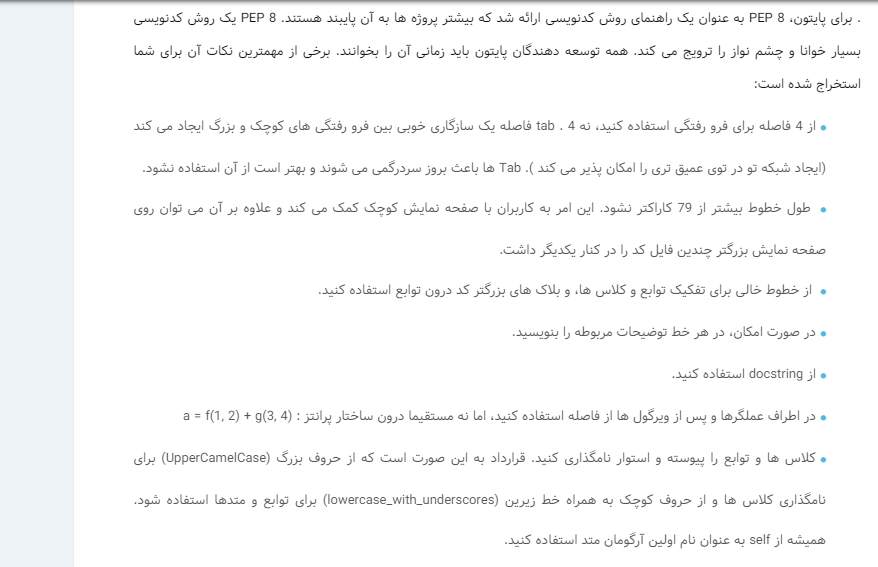 . برای پایتون، PEP 8 به عنوان یک راهنمای روش کدنویسی ارائه شد که بیشتر پروژه ها به آن پایبند هستند. PEP 8 یک روش کدنویسی
بسیار خوانا و چشم نواز را ترویج می کند. همه توسعه دهندگان پایتون باید زمانی آن را بخوانند. برخی از مهمترین نکات آن برای شما
استخراج شده است:
• از 4 فاصله برای فرو رفتگی استفاده کنید، نه tab . 4 فاصله یک سازگاری خوبی بین فرو رفتگی های کوچک و بزرگ ایجاد می کند
(ایجاد شبکه تو در توی عمیق تری را امکان پذیر می کند ). Tab ها باعث بروز سردرگمی می شوند و بهتر است از آن استفاده نشود.
• طول خطوط بیشتر از 79 کاراکتر نشود. این امر به کاربران با صفحه نمایش کوچک کمک می کند و علاوه بر آن می توان روی
صفحه نمایش بزرگتر چندین فایل کد را در کنار یکدیگر داشت.
• از خطوط خالی برای تفکیک توابع و کلاس ها، و بلاک های بزرگتر کد درون توابع استفاده کنید.
• در صورت امکان، در هر خط توضیحات مربوطه را بنویسید.
• از docstring استفاده کنید.
• در اطراف عملگرها و پس از ویرگول ها از فاصله استفاده کنید، اما نه مستقیما درون ساختار پرانتز : a = f(1, 2) + g(3, 4)
• کلاس ها و توابع را پیوسته و استوار نامگذاری کنید. قرارداد به این صورت است که از حروف بزرگ (UpperCamelCase) برای
نامگذاری کلاس ها و از حروف کوچک به همراه خط زیرین (lowercase_with_underscores) برای توابع و متدها استفاده شود.
همیشه از self به عنوان نام اولین آرگومان متد استفاده کنید.